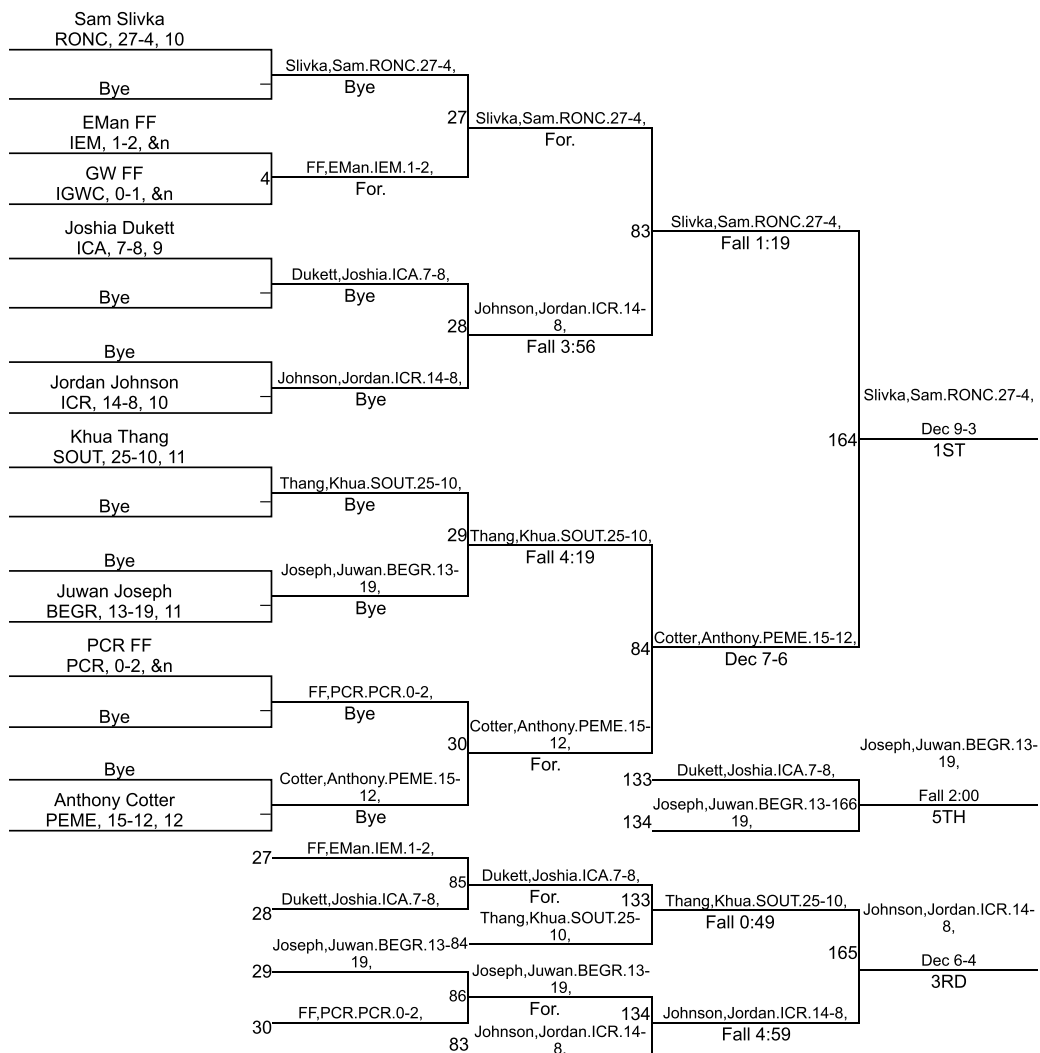 Sam Slivka
RONC, 27-4, 10
Bye
EMan FF
IEM, 1-2, &n
GW FF
IGWC, 0-1, &n
Joshia Dukett
ICA, 7-8, 9
Bye
Bye
Jordan Johnson
ICR, 14-8, 10
Khua Thang
SOUT, 25-10, 11
Bye
Bye
Juwan Joseph
BEGR, 13-19, 11
PCR FF
PCR, 0-2, &n
Bye
Bye
Anthony Cotter
PEME, 15-12, 12
Slivka,Sam.RONC.27-4,
Bye
4
FF,EMan.IEM.1-2,
For.
Dukett,Joshia.ICA.7-8,
Bye
Johnson,Jordan.ICR.14-8,
Bye
Thang,Khua.SOUT.25-10,
Bye
Joseph,Juwan.BEGR.13-
19,
Bye
FF,PCR.PCR.0-2,
Bye
Cotter,Anthony.PEME.15-
12,
Bye
27
Slivka,Sam.RONC.27-4,
For.
28
Johnson,Jordan.ICR.14-
8,
Fall 3:56
29
Thang,Khua.SOUT.25-10,
Fall 4:19
30
Cotter,Anthony.PEME.15-
12,
For.
83
Slivka,Sam.RONC.27-4,
Fall 1:19
84
Cotter,Anthony.PEME.15-12,
Dec 7-6
164
Slivka,Sam.RONC.27-4,
Dec 9-3
1ST
133
Dukett,Joshia.ICA.7-8,
134
Joseph,Juwan.BEGR.13-
19,
166
Joseph,Juwan.BEGR.13-
19,
Fall 2:00
5TH
27
FF,EMan.IEM.1-2,
28
Dukett,Joshia.ICA.7-8,
29
Joseph,Juwan.BEGR.13-
19,
30
FF,PCR.PCR.0-2,
85
Dukett,Joshia.ICA.7-8,
For.
84
Thang,Khua.SOUT.25-
10,
86
Joseph,Juwan.BEGR.13-
19,
For.
83
Johnson,Jordan.ICR.14-
8,
133
Thang,Khua.SOUT.25-10,
Fall 0:49
134
Johnson,Jordan.ICR.14-8,
Fall 4:59
165
Johnson,Jordan.ICR.14-
8,
Dec 6-4
3RD